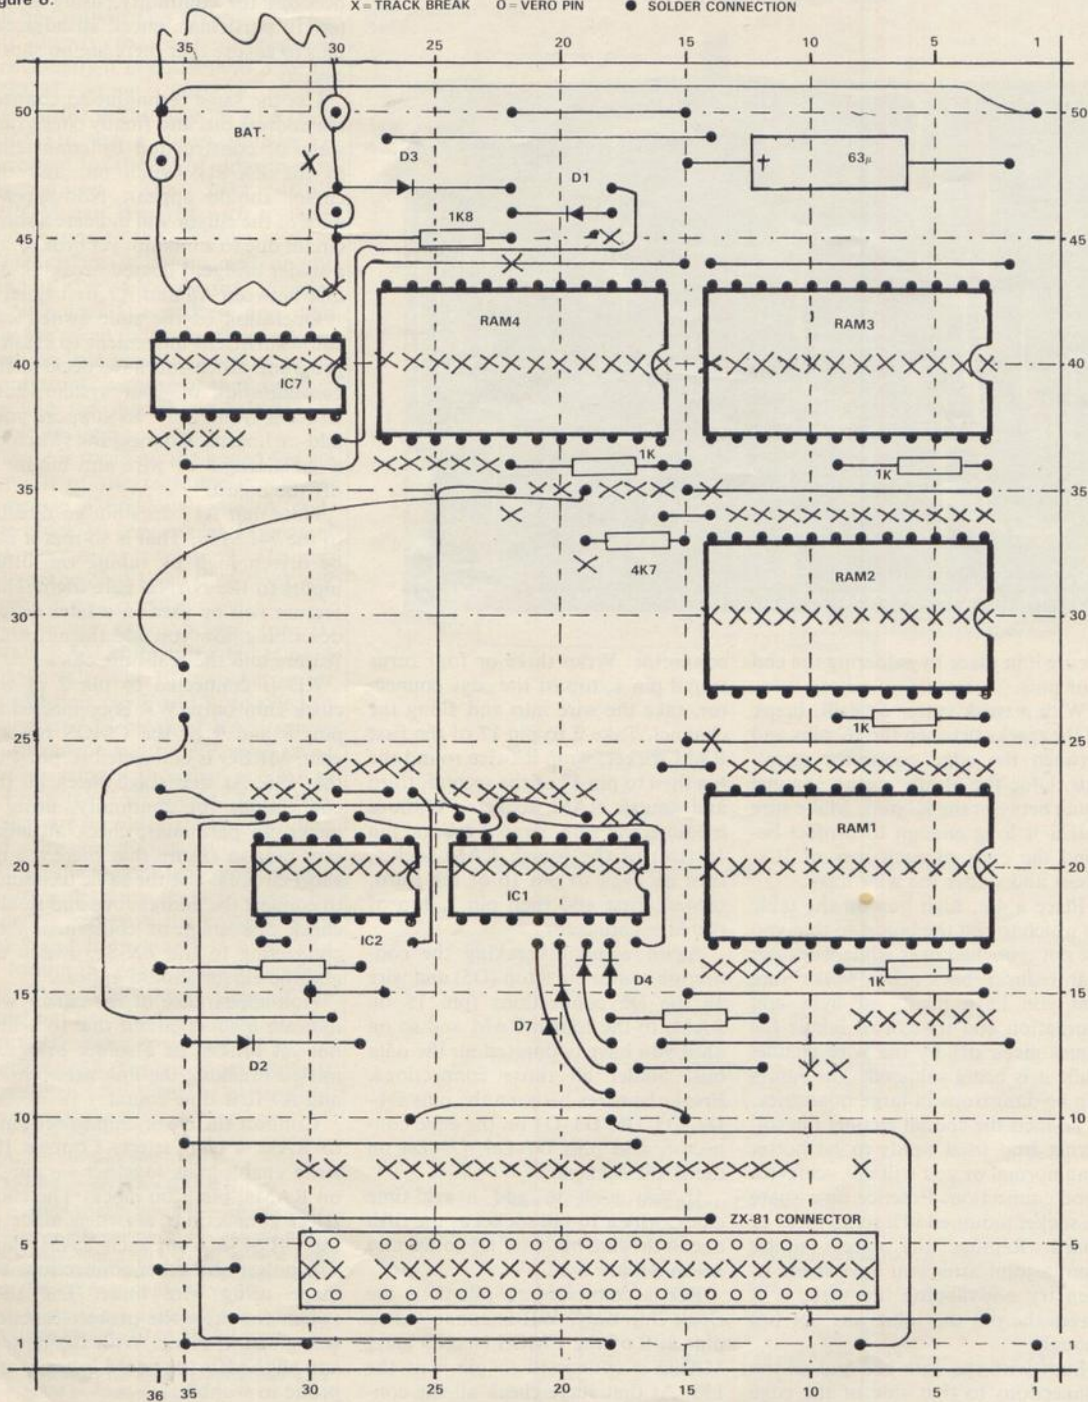 gure 6.
X = TRACK BREAK O = VERO PIN ● SOLDER CONNECTION
35 30 25 20 15 10 5 1
50 50
BAT.
D3
63μ
+
D1
1K8
45 45
RAM4
RAM3
40 40
IC7
1K
1K
35 35
4K7
RAM2
30 30
1K
25 25
RAM1
20 20
IC1
IC2
D4
1K
15 15
D7
D2
10 10
ZX-81 CONNECTOR
5 5
1 1
36 35 30 25 20 15 10 5 1